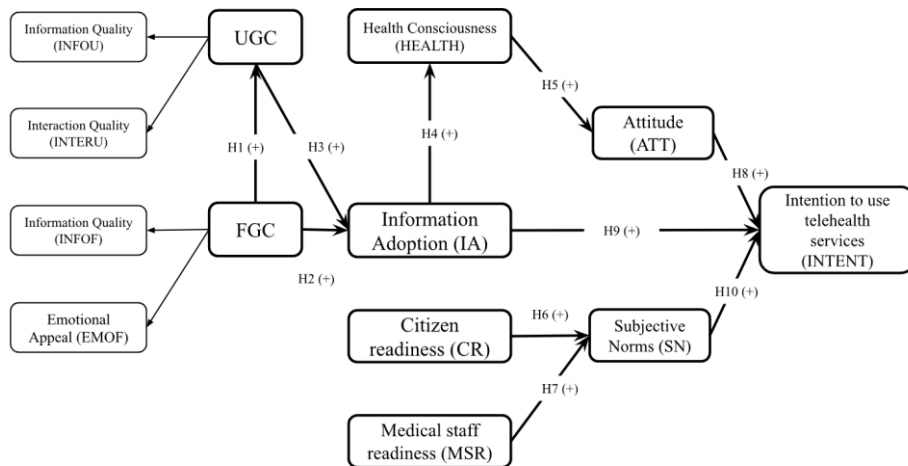 Information Quality
(INFOU)
UGC
Health Consciousness
(HEALTH)
H5 (+)
Interaction Quality
(INTERU)
H1 (+)
H3 (+)
H4 (+)
Attitude
(ATT)
H8 (+)
Information Quality
(INFOF)
FGC
Information
Adoption (IA)
H9 (+)
Intention to use
telehealth
services
(INTENT)
H2 (+)
H10 (+)
Emotional
Appeal (EMOF)
Citizen
readiness (CR)
H6 (+)
Subjective
Norms (SN)
H7 (+)
Medical staff
readiness (MSR)